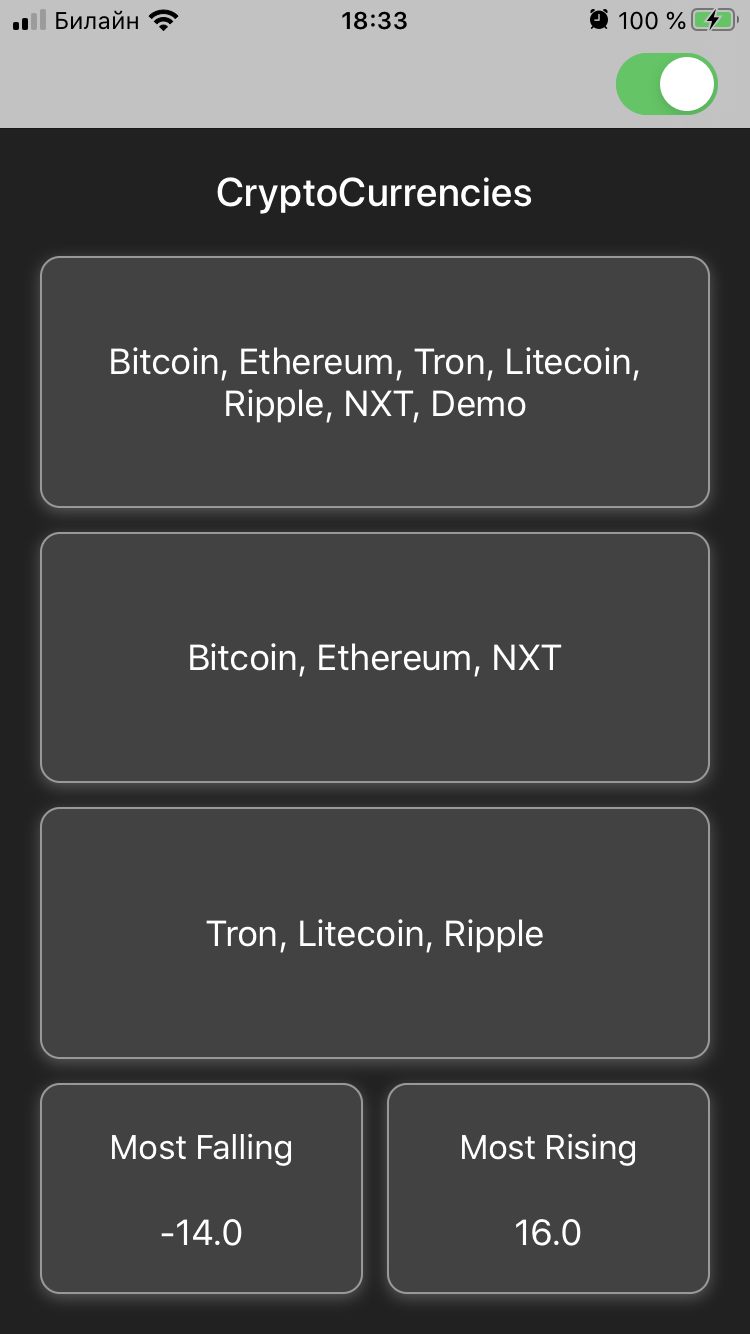 Билайн 18:33 100 %
CryptoCurrencies
Bitcoin, Ethereum, Tron, Litecoin,
Ripple, NXT, Demo
Bitcoin, Ethereum, NXT
Tron, Litecoin, Ripple
Most Falling
-14.0
Most Rising
16.0